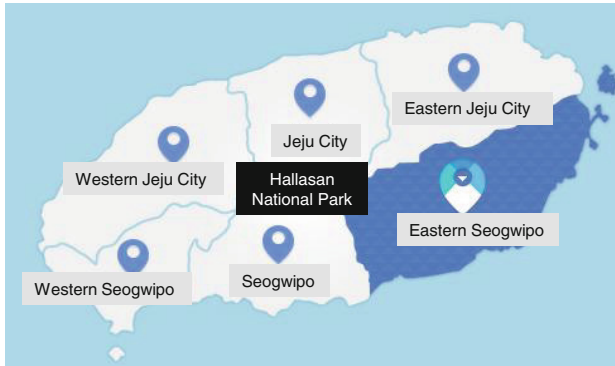 Eastern Jeju City
Jeju City
Western Jeju City
Hallasan
National Park
Eastern Seogwipo
Seogwipo
Western Seogwipo